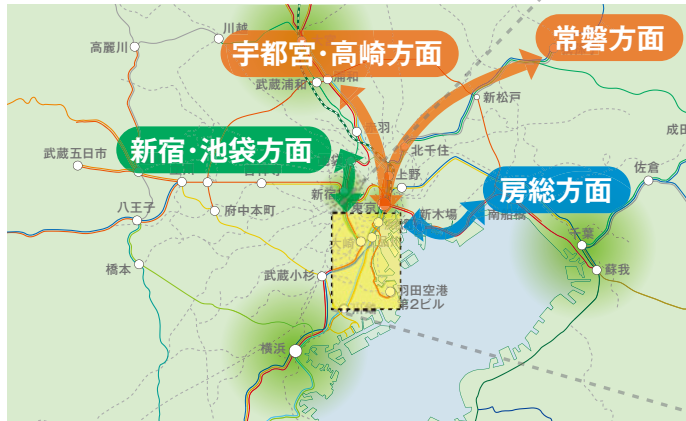 川越
高麗川
宇都宮・高崎方面
常磐方面
武蔵浦和
浦和
新松戸
赤羽
成田
武蔵五日市
新宿・池袋方面
北千住
佐倉
上野
新宿
房総方面
八王子
府中本町
東京
新木場
南船橋
千葉
大崎
橋本
武蔵小杉
蘇我
羽田空港
第2ビル
横浜